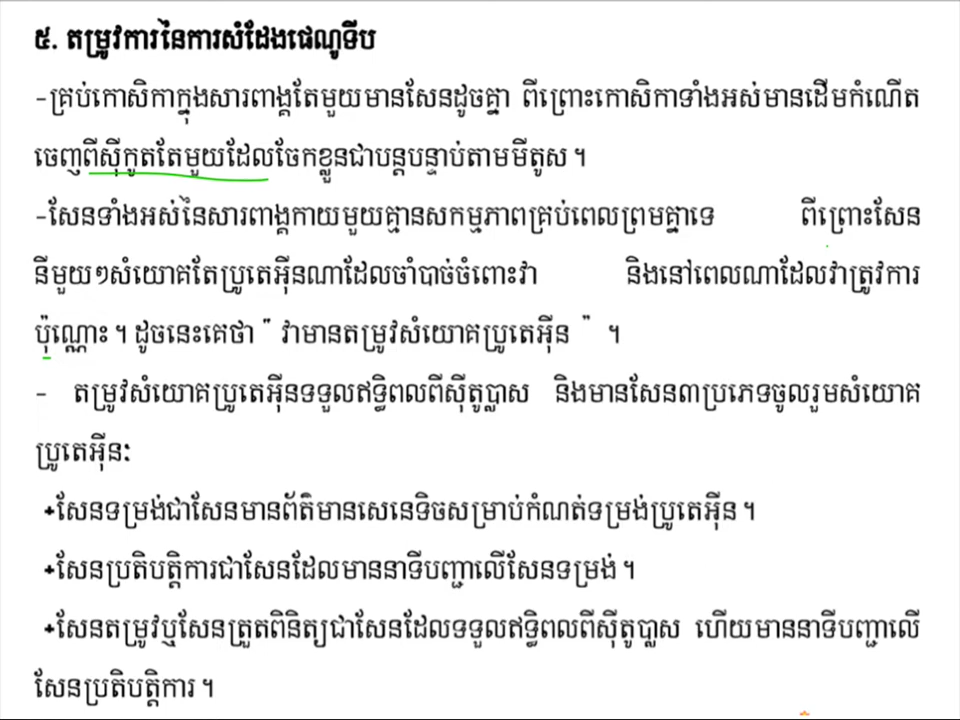 ៥. តម្រូវការនៃការសំដែងផេណូទីប
-គ្រប់កោសិកាក្នុងសារពាង្គតែមួយមានសែនដូចគ្នា ពីព្រោះកោសិកាទាំងអស់មានដើមកំណើត
ចេញពីស៊ីកូតតែមួយដែលចែកខ្លួនជាបន្តបន្ទាប់តាមមីតូស ។
-សែនទាំងអស់នៃសារពាង្គកាយមួយគ្មានសកម្មភាពគ្រប់ពេលព្រមគ្នាទេ ពីព្រោះសែន
នីមួយៗសំយោគតែប្រូតេអ៊ីនណាដែលចាំបាច់ចំពោះវា និងនៅពេលណាដែលវាត្រូវការ
ប៉ុណ្ណោះ ។ ដូចនេះគេថា " វាមានតម្រូវសំយោគប្រូតេអ៊ីន " ។
- តម្រូវសំយោគប្រូតេអ៊ីនទទួលឥទ្ធិពលពីស៊ីតូប្លាស និងមានសែន៣ប្រភេទចូលរួមសំយោគ
ប្រូតេអ៊ីនៈ
+សែនទម្រង់ជាសែនមានព័ត៌មានសេនេទិចសម្រាប់កំណត់ទម្រង់ប្រូតេអ៊ីន ។
+សែនប្រតិបត្តិការជាសែនដែលមាននាទីបញ្ជាលើសែនទម្រង់ ។
+សែនតម្រូវឬសែនត្រួតពិនិត្យជាសែនដែលទទួលឥទ្ធិពលពីស៊ីតូប្លាស ហើយមាននាទីបញ្ជាលើ
សែនប្រតិបត្តិការ ។